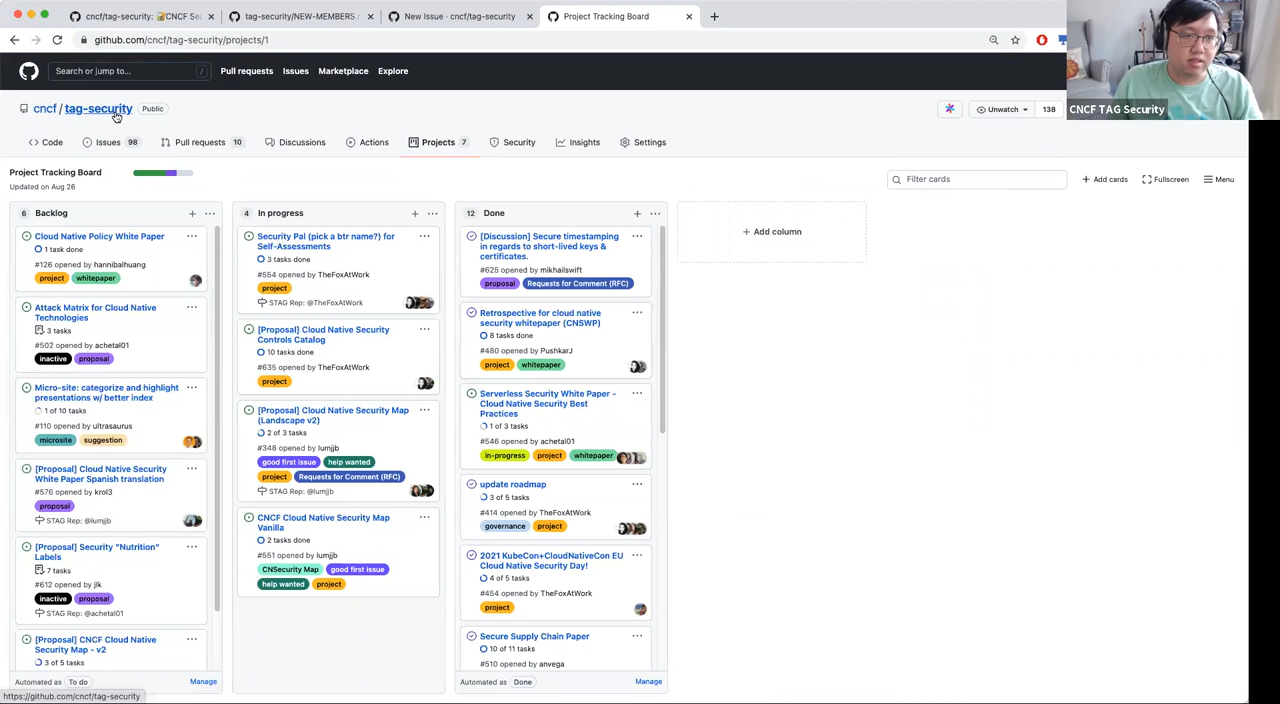 cncf/tag-security: 🔐CNCF Sec
tag-security/NEW-MEMBERS.
New Issue · cncf/tag-security
Project Tracking Board
github.com/cncf/tag-security/projects/1
Search or jump to...
/
Pull requests
Issues
Marketplace
Explore
cncf / tag-security
Public
Unwatch
138
CNCF TAG Security
Code
Issues 98
Pull requests 10
Discussions
Actions
Projects 7
Security
Insights
Settings
Project Tracking Board
Updated on Aug 26
Filter cards
+ Add cards
Fullscreen
Menu
6 Backlog
Cloud Native Policy White Paper
1 task done
#126 opened by hannibalhuang
project whitepaper
Attack Matrix for Cloud Native
Technologies
3 tasks
#502 opened by achetal01
inactive proposal
Micro-site: categorize and highlight
presentations w/ better index
1 of 10 tasks
#110 opened by ultrasaurus
microsite suggestion
[Proposal] Cloud Native Security
White Paper Spanish translation
#576 opened by krol3
proposal
STAG Rep: @lumjjb
[Proposal] Security "Nutrition"
Labels
7 tasks
#612 opened by jlk
inactive proposal
STAG Rep: @achetal01
[Proposal] CNCF Cloud Native
Security Map - v2
3 of 5 tasks
Automated as To do
Manage
4 In progress
Security Pal (pick a btr name?) for
Self-Assessments
3 tasks done
#554 opened by TheFoxAtWork
project
STAG Rep: @TheFoxAtWork
[Proposal] Cloud Native Security
Controls Catalog
10 tasks done
#635 opened by TheFoxAtWork
project
[Proposal] Cloud Native Security Map
(Landscape v2)
2 of 3 tasks
#348 opened by lumjjb
good first issue help wanted
project Requests for Comment (RFC)
STAG Rep: @lumjjb
CNCF Cloud Native Security Map
Vanilla
2 tasks done
#551 opened by lumjjb
CNSecurity Map good first issue
help wanted project
12 Done
[Discussion] Secure timestamping
in regards to short-lived keys &
certificates.
#625 opened by mikhailswift
proposal Requests for Comment (RFC)
Retrospective for cloud native
security whitepaper (CNSWP)
8 tasks done
#480 opened by PushkarJ
project whitepaper
Serverless Security White Paper -
Cloud Native Security Best
Practices
1 of 3 tasks
#546 opened by achetal01
in-progress project whitepaper
update roadmap
3 of 5 tasks
#414 opened by TheFoxAtWork
governance project
2021 KubeCon+CloudNativeCon EU
Cloud Native Security Day!
4 of 5 tasks
#454 opened by TheFoxAtWork
project
Secure Supply Chain Paper
10 of 11 tasks
#510 opened by anvega
Automated as Done
Manage
+ Add column
https://github.com/cncf/tag-security